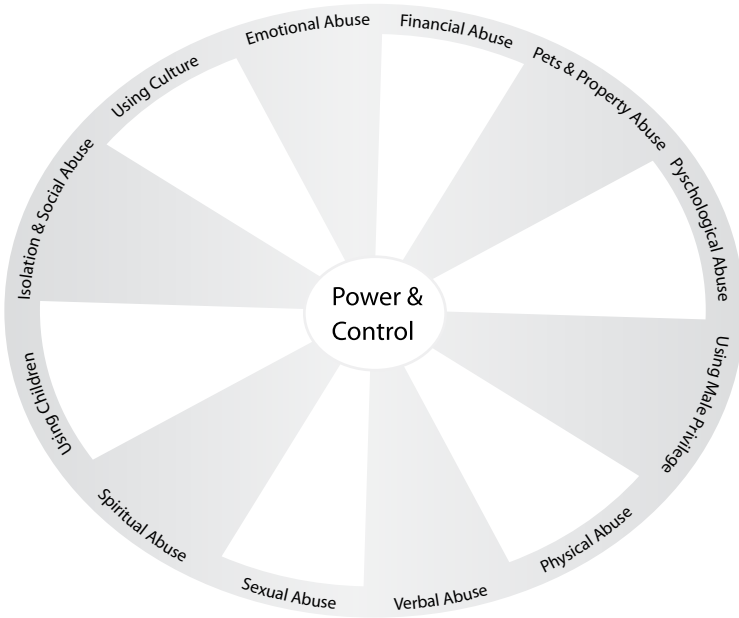 Emotional Abuse
Financial Abuse
Pets & Property Abuse
Pyschological Abuse
Using Male Privilege
Physical Abuse
Verbal Abuse
Sexual Abuse
Spiritual Abuse
Using Children
Isolation & Social Abuse
Using Culture
Power &
Control